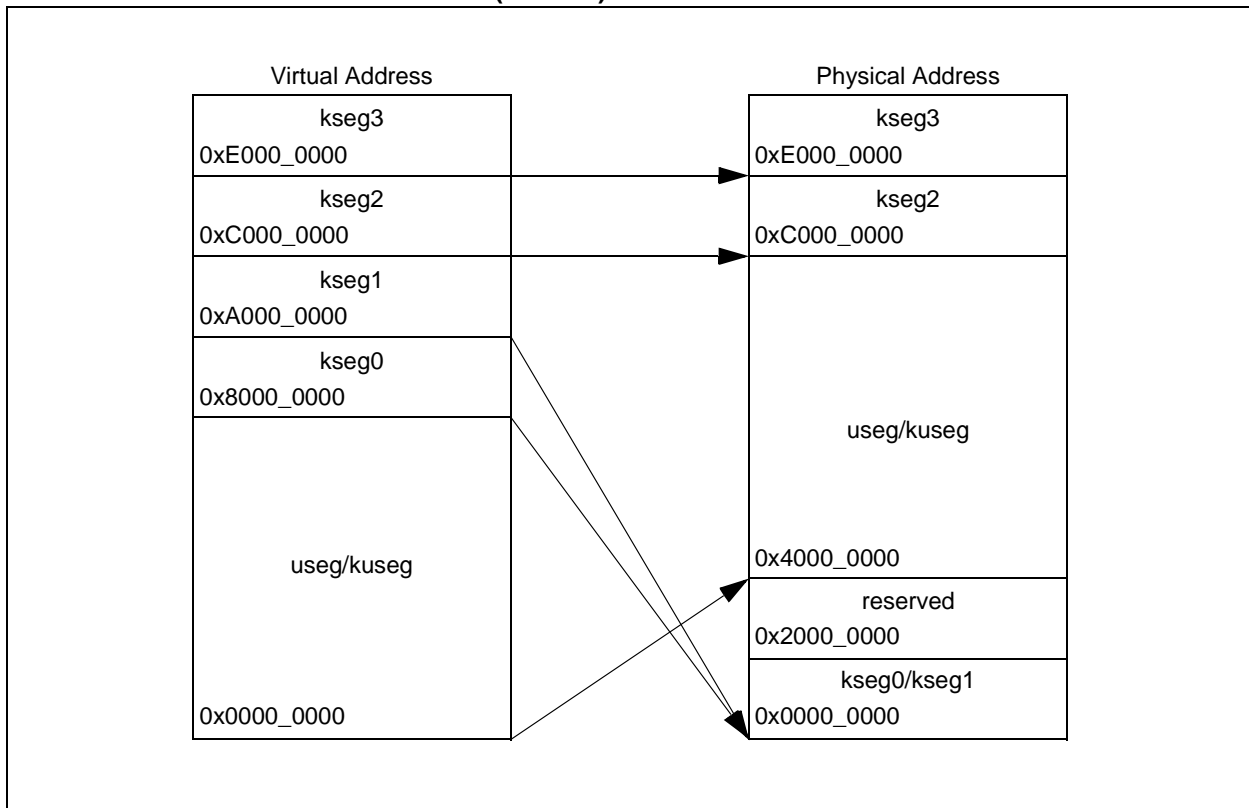 Virtual Address
kseg3
0xE000_0000
kseg2
0xC000_0000
kseg1
0xA000_0000
kseg0
0x8000_0000
useg/kuseg
0x0000_0000
Physical Address
kseg3
0xE000_0000
kseg2
0xC000_0000
useg/kuseg
0x4000_0000
reserved
0x2000_0000
kseg0/kseg1
0x0000_0000